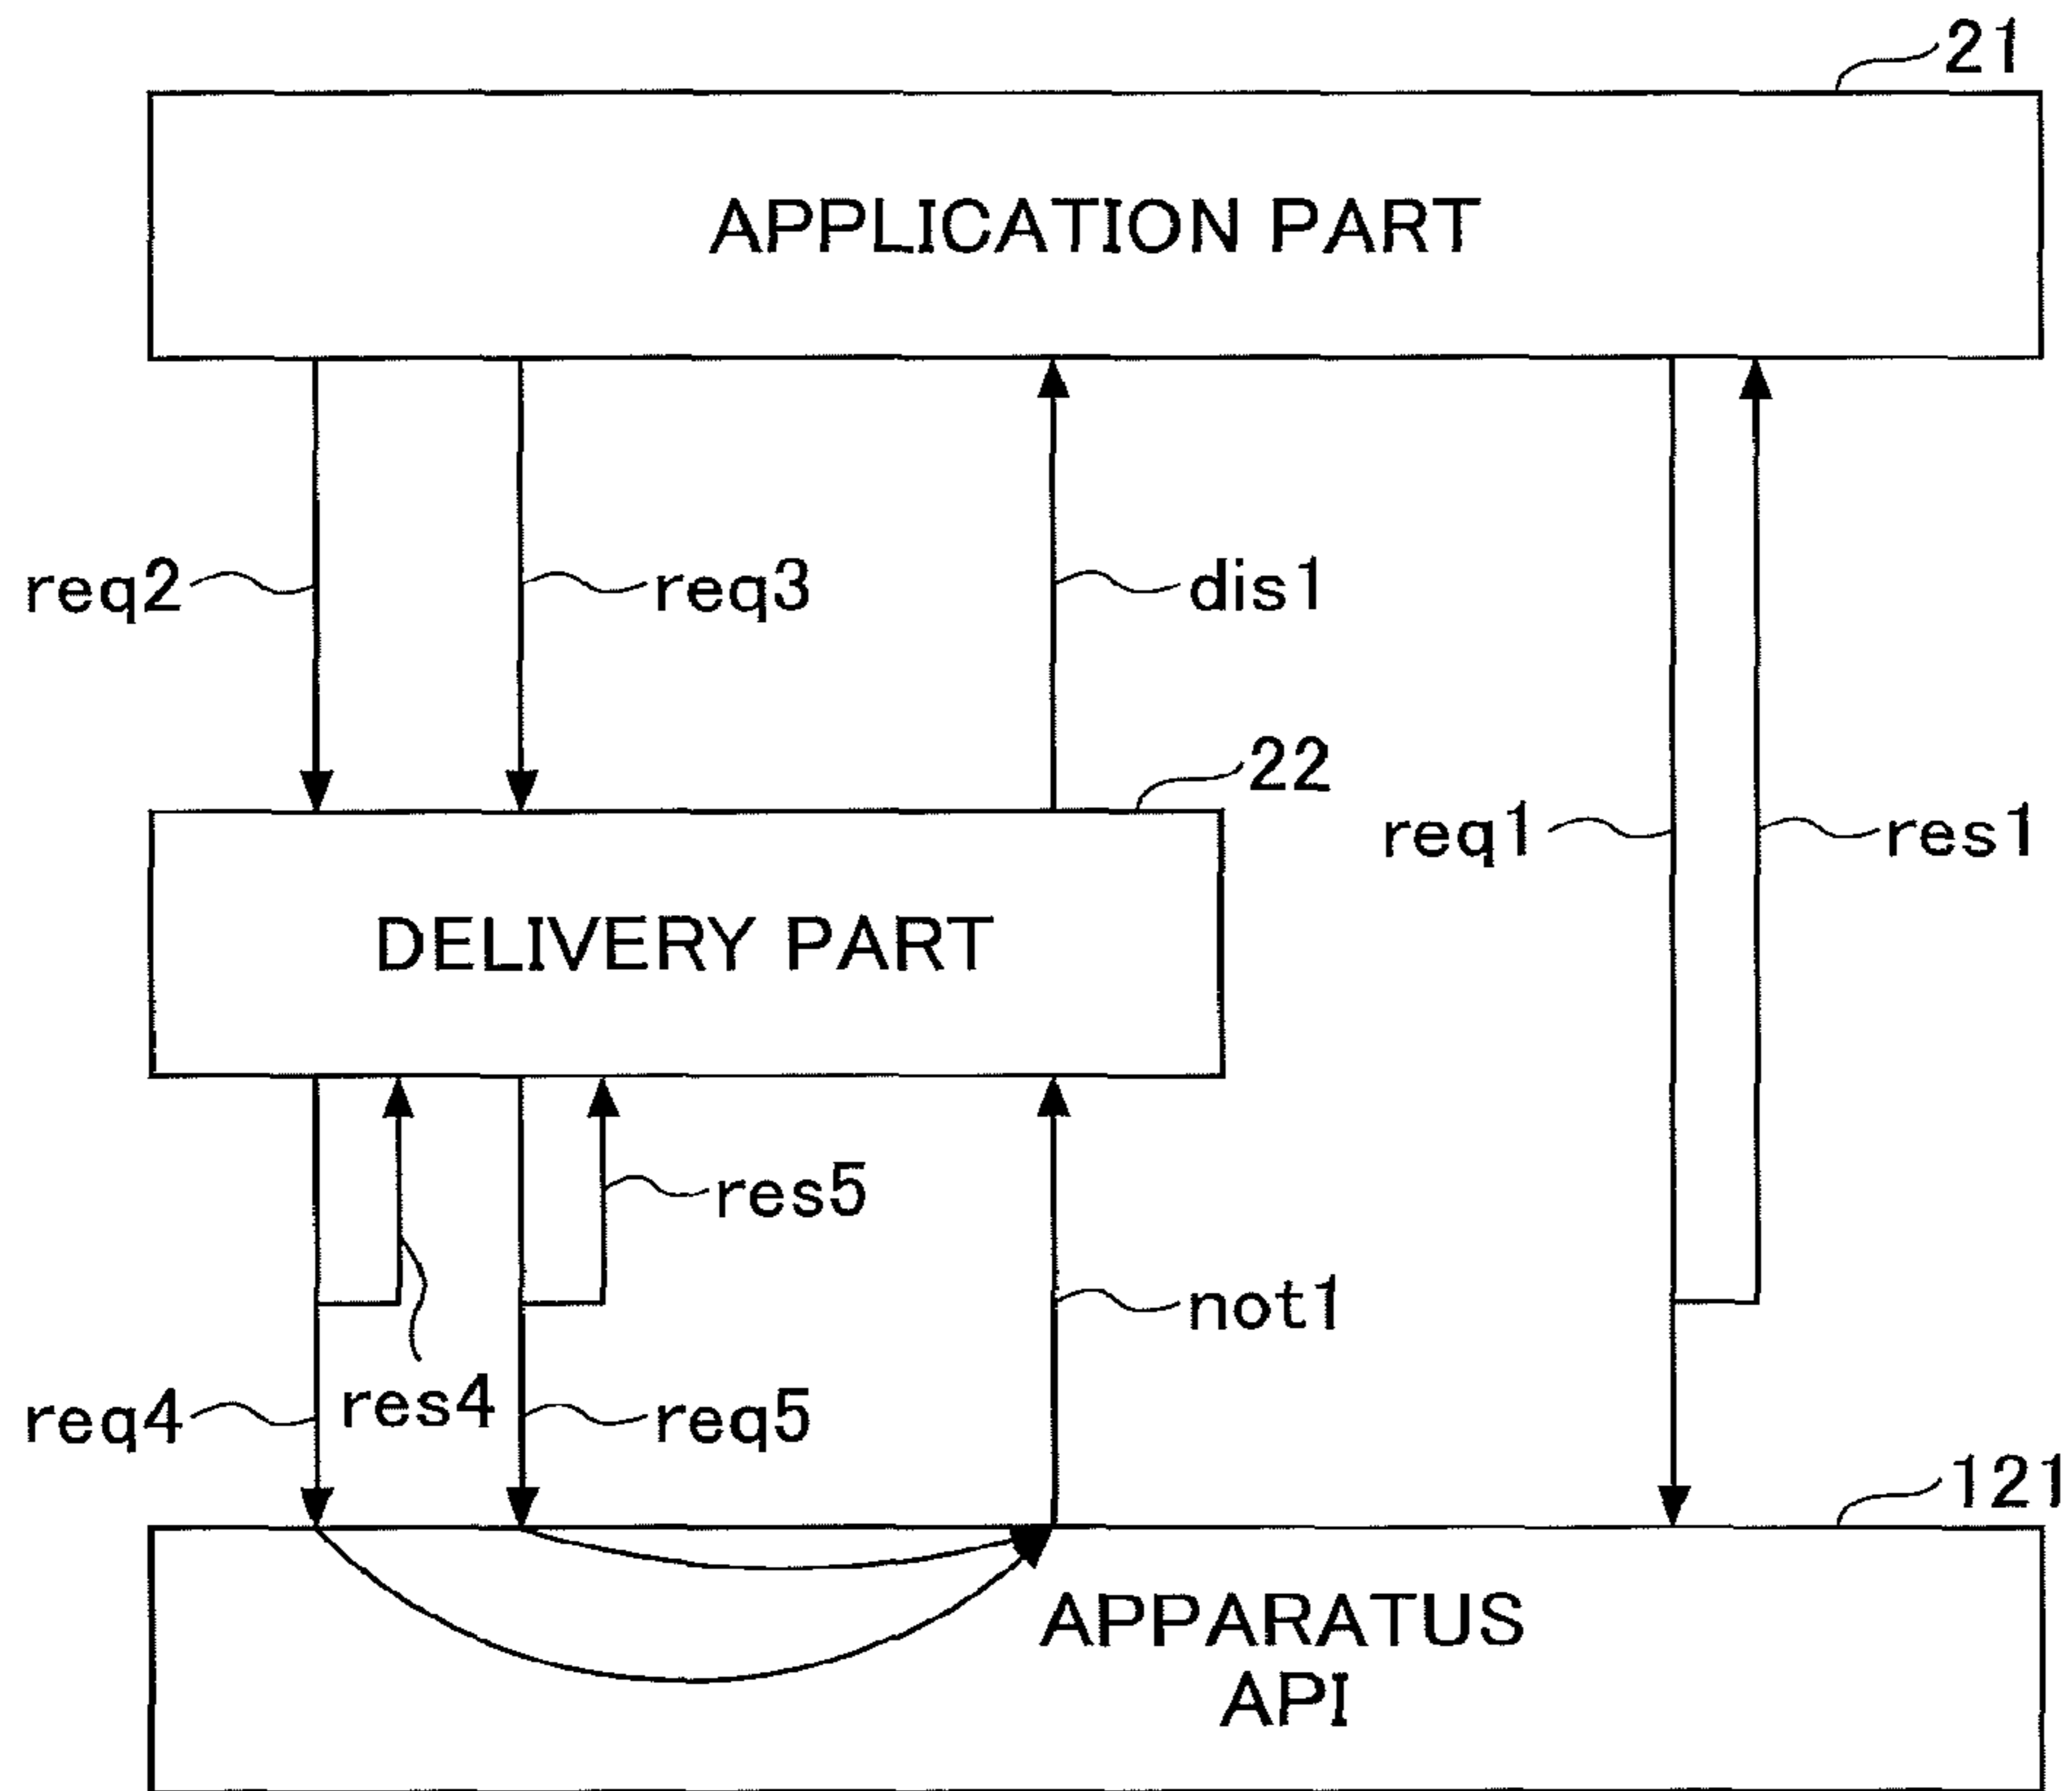 21
APPLICATION PART
req2
req3
dis1
22
req1
res1
DELIVERY PART
res5
not1
req4
res4
req5
121
APPARATUS
API